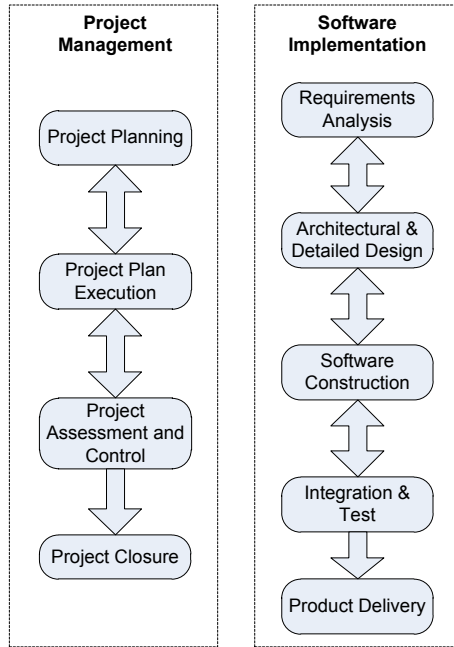 Project
Management
Project Planning
Project Plan
Execution
Project
Assessment and
Control
Project Closure
Software
Implementation
Requirements
Analysis
Architectural &
Detailed Design
Software
Construction
Integration &
Test
Product Delivery